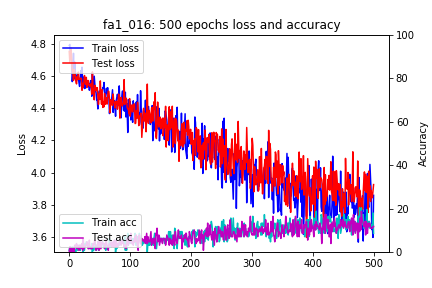 fa1_016: 500 epochs loss and accuracy
Train loss
Test loss
Train acc
Test acc
Loss
Accuracy
4.8
4.6
4.4
4.2
4.0
3.8
3.6
100
80
60
40
20
0
0
100
200
300
400
500